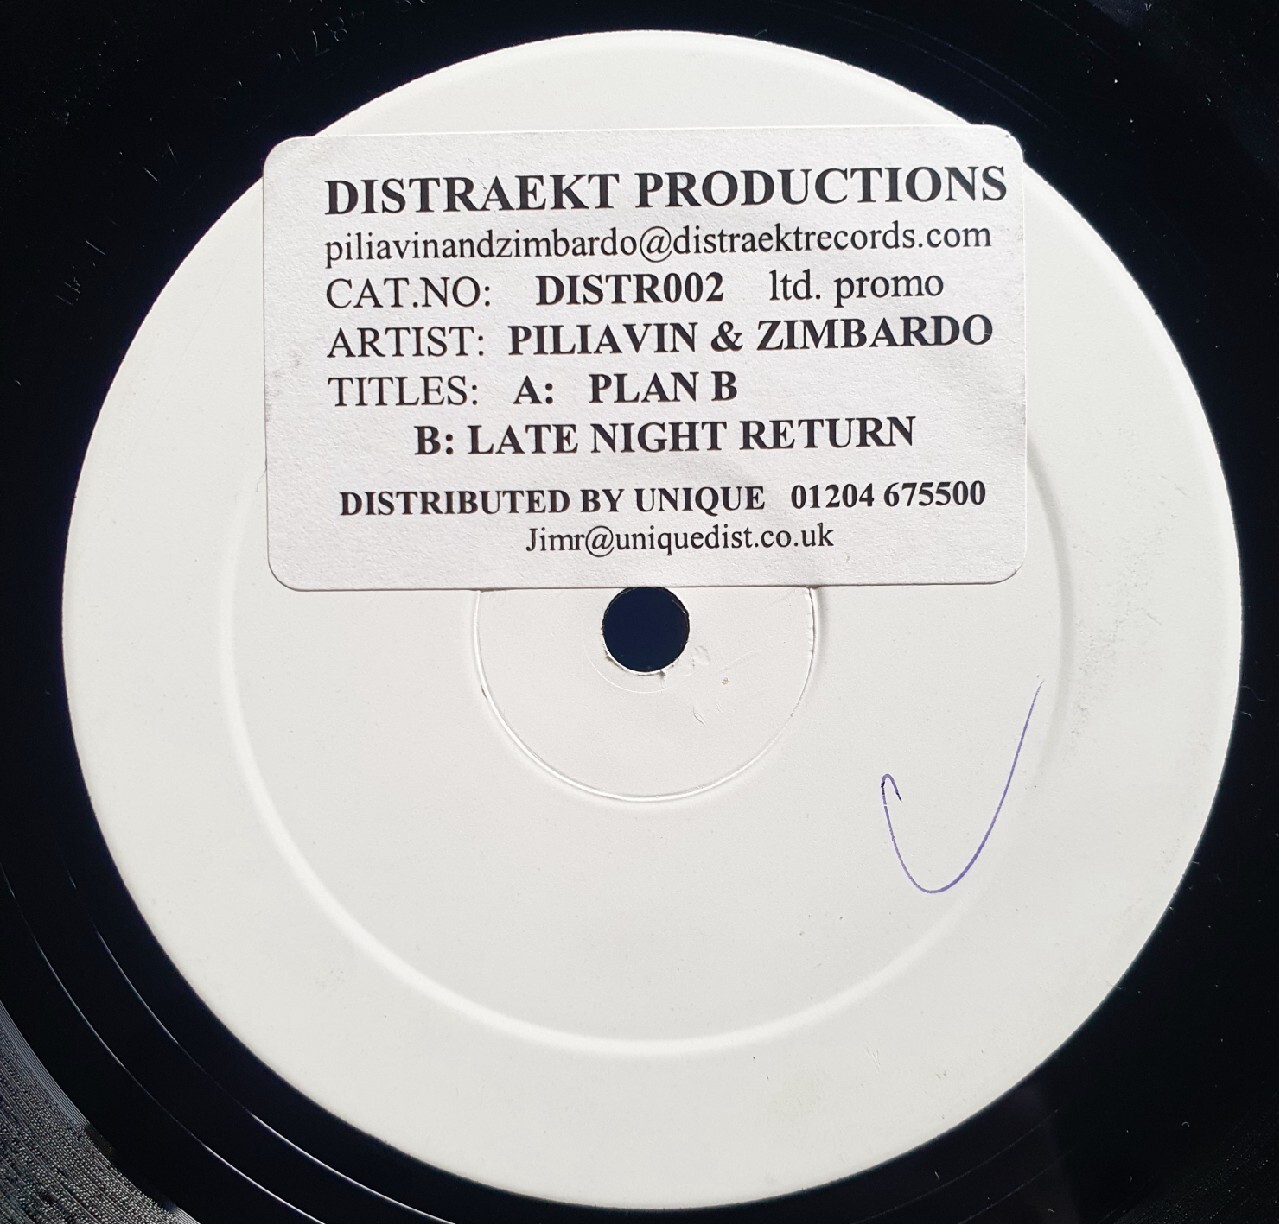 DISTRAEKT PRODUCTIONS
piliavinandzimbardo@distraektrecords.com
CAT.NO: DISTR002 ltd. promo
ARTIST: PILIAVIN & ZIMBARDO
TITLES: A: PLAN B
B: LATE NIGHT RETURN
DISTRIBUTED BY UNIQUE 01204 675500
Jimr@uniquedist.co.uk